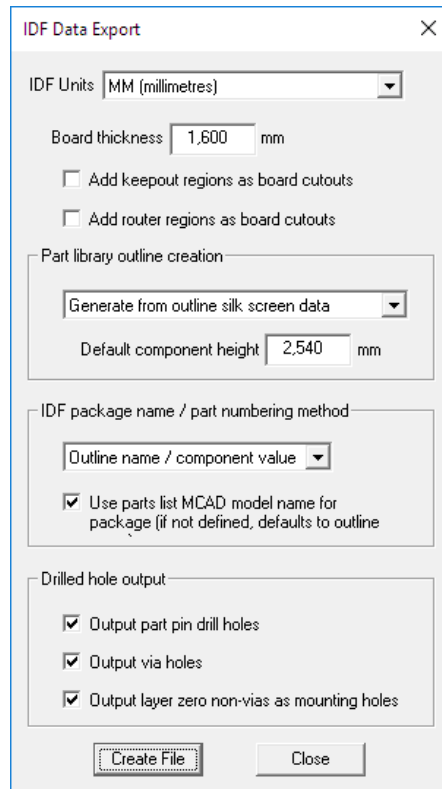 IDF Data Export
IDF Units MM (millimetres)
Board thickness 1,600 mm
Add keepout regions as board cutouts
Add router regions as board cutouts
Part library outline creation
Generate from outline silk screen data
Default component height 2,540 mm
IDF package name / part numbering method
Outline name / component value
Use parts list MCAD model name for
package (if not defined, defaults to outline
Drilled hole output
Output part pin drill holes
Output via holes
Output layer zero non-vias as mounting holes
Create File Close